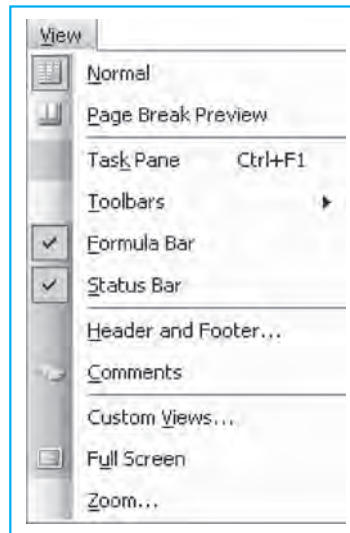 View
Normal
Page Break Preview
Task Pane Ctrl+F1
Toolbars
Formula Bar
Status Bar
Header and Footer...
Comments
Custom Views...
Full Screen
Zoom...